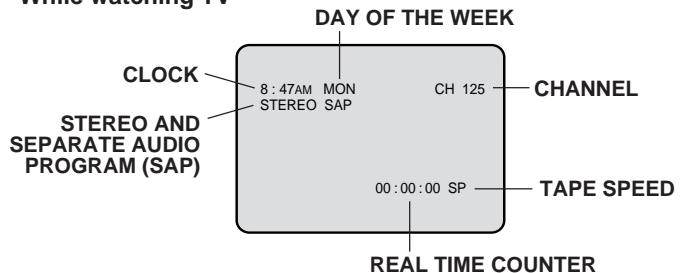 While watching TV
DAY OF THE WEEK
CLOCK
8 : 47AM MON
CH 125
CHANNEL
STEREO SAP
STEREO AND
SEPARATE AUDIO
PROGRAM (SAP)
00 : 00 : 00 SP
TAPE SPEED
REAL TIME COUNTER